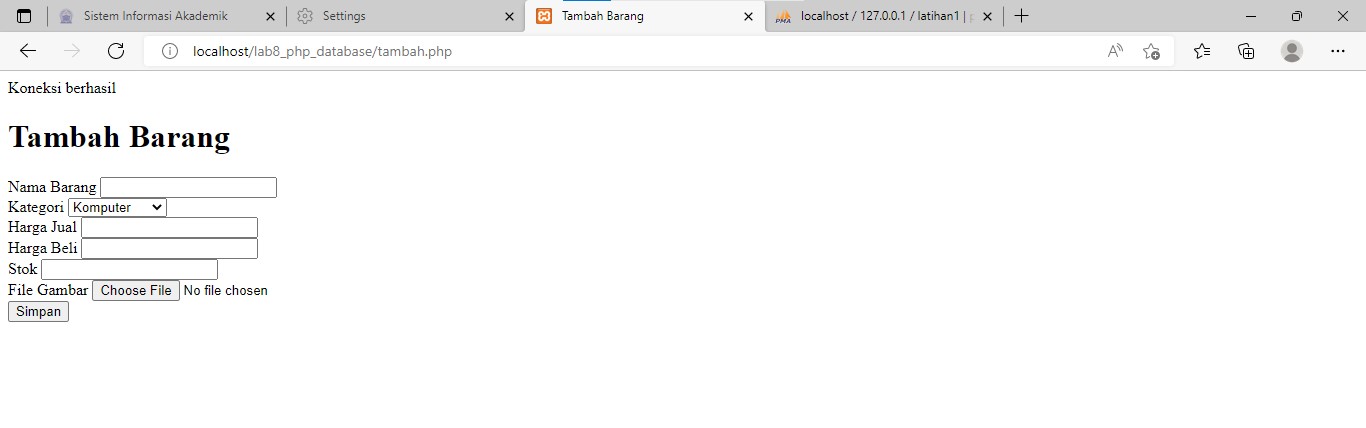 Sistem Informasi Akademik
Settings
Tambah Barang
PMA localhost / 127.0.0.1 / latihan1 |
localhost/lab8_php_database/tambah.php
Koneksi berhasil
Tambah Barang
Nama Barang
Kategori Komputer
Harga Jual
Harga Beli
Stok
File Gambar Choose File No file chosen
Simpan